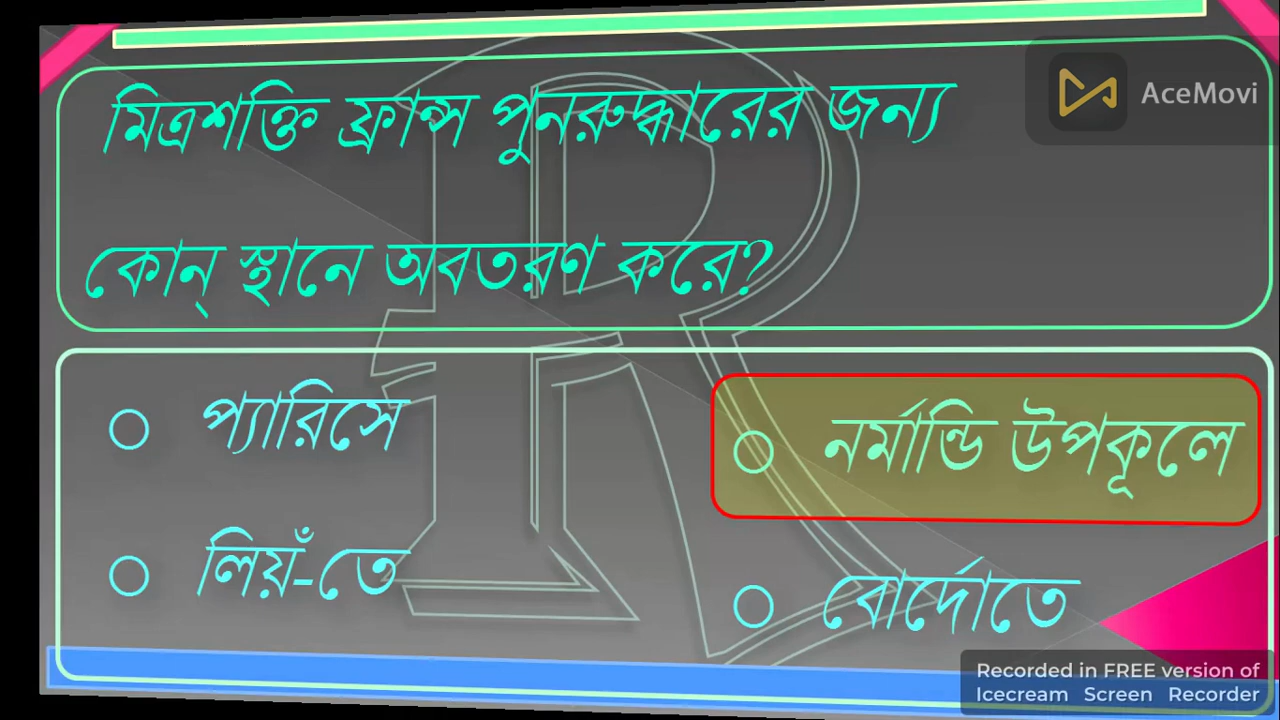 AceMovi
মিত্রশক্তি ফ্রান্স পুনরুদ্ধারের জন্য
কোন্ স্থানে অবতরণ করে?
প্যারিসে
নর্মান্ডি উপকূলে
লিয়ঁ-তে
বোর্দোতে
Recorded in FREE version of
Icecream Screen Recorder